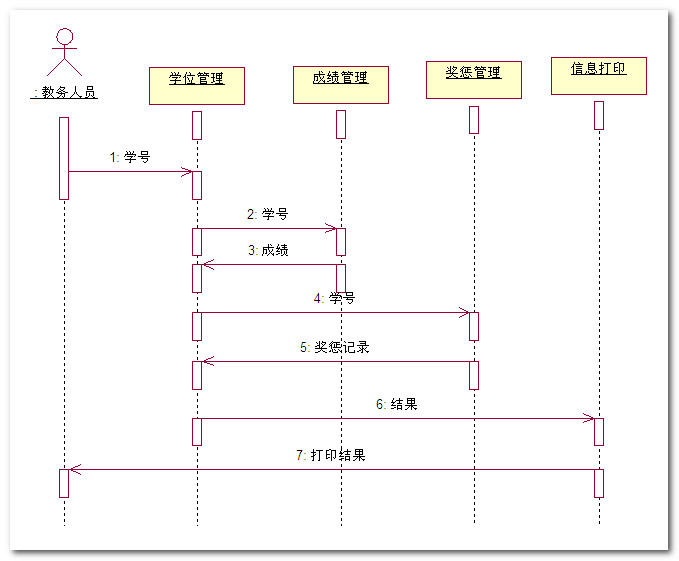 : 教务人员
学位管理
成绩管理
奖惩管理
信息打印
1: 学号
2: 学号
3: 成绩
4: 学号
5: 奖惩记录
6: 结果
7: 打印结果